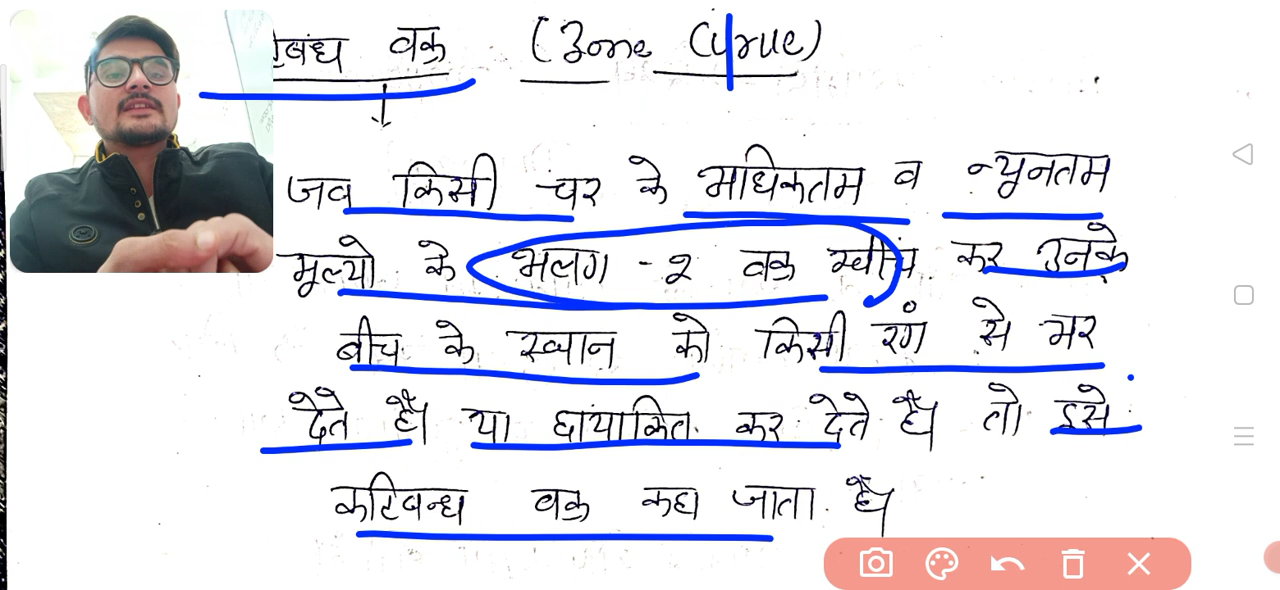 वक्र (Zone Curve)
जब किसी चर के अधिकतम व न्यूनतम
मूल्यो के अलग -२ वक्र खींच कर उनके
बीच के स्थान को किसी रंग से भर
देते है। या छायांकित कर देते है। तो इसे
कटिबन्ध वक्र कहा जाता है।